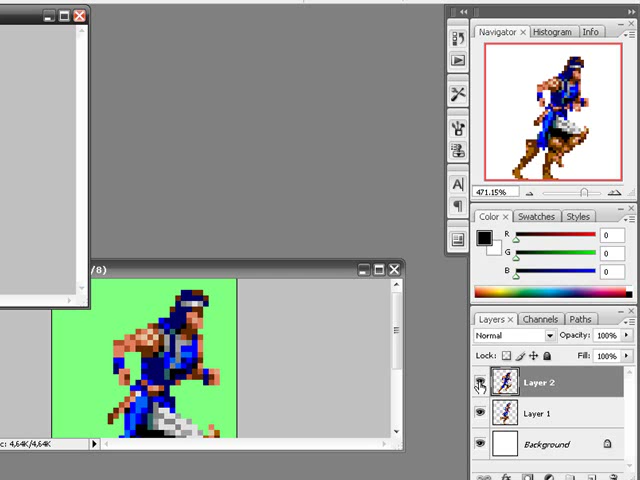 Navigator × Histogram Info
471.15%
Color × Swatches Styles
R 0
G 0
B 0
/8)
Layers × Channels Paths
Normal Opacity: 100%
Lock: Fill: 100%
Layer 2
Layer 1
Background
c: 4,64K/4,64K